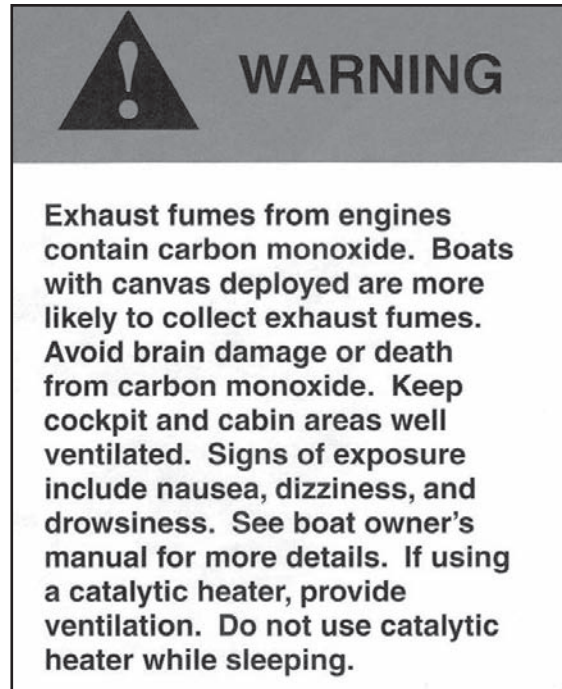 WARNING
Exhaust fumes from engines
contain carbon monoxide. Boats
with canvas deployed are more
likely to collect exhaust fumes.
Avoid brain damage or death
from carbon monoxide. Keep
cockpit and cabin areas well
ventilated. Signs of exposure
include nausea, dizziness, and
drowsiness. See boat owner's
manual for more details. If using
a catalytic heater, provide
ventilation. Do not use catalytic
heater while sleeping.